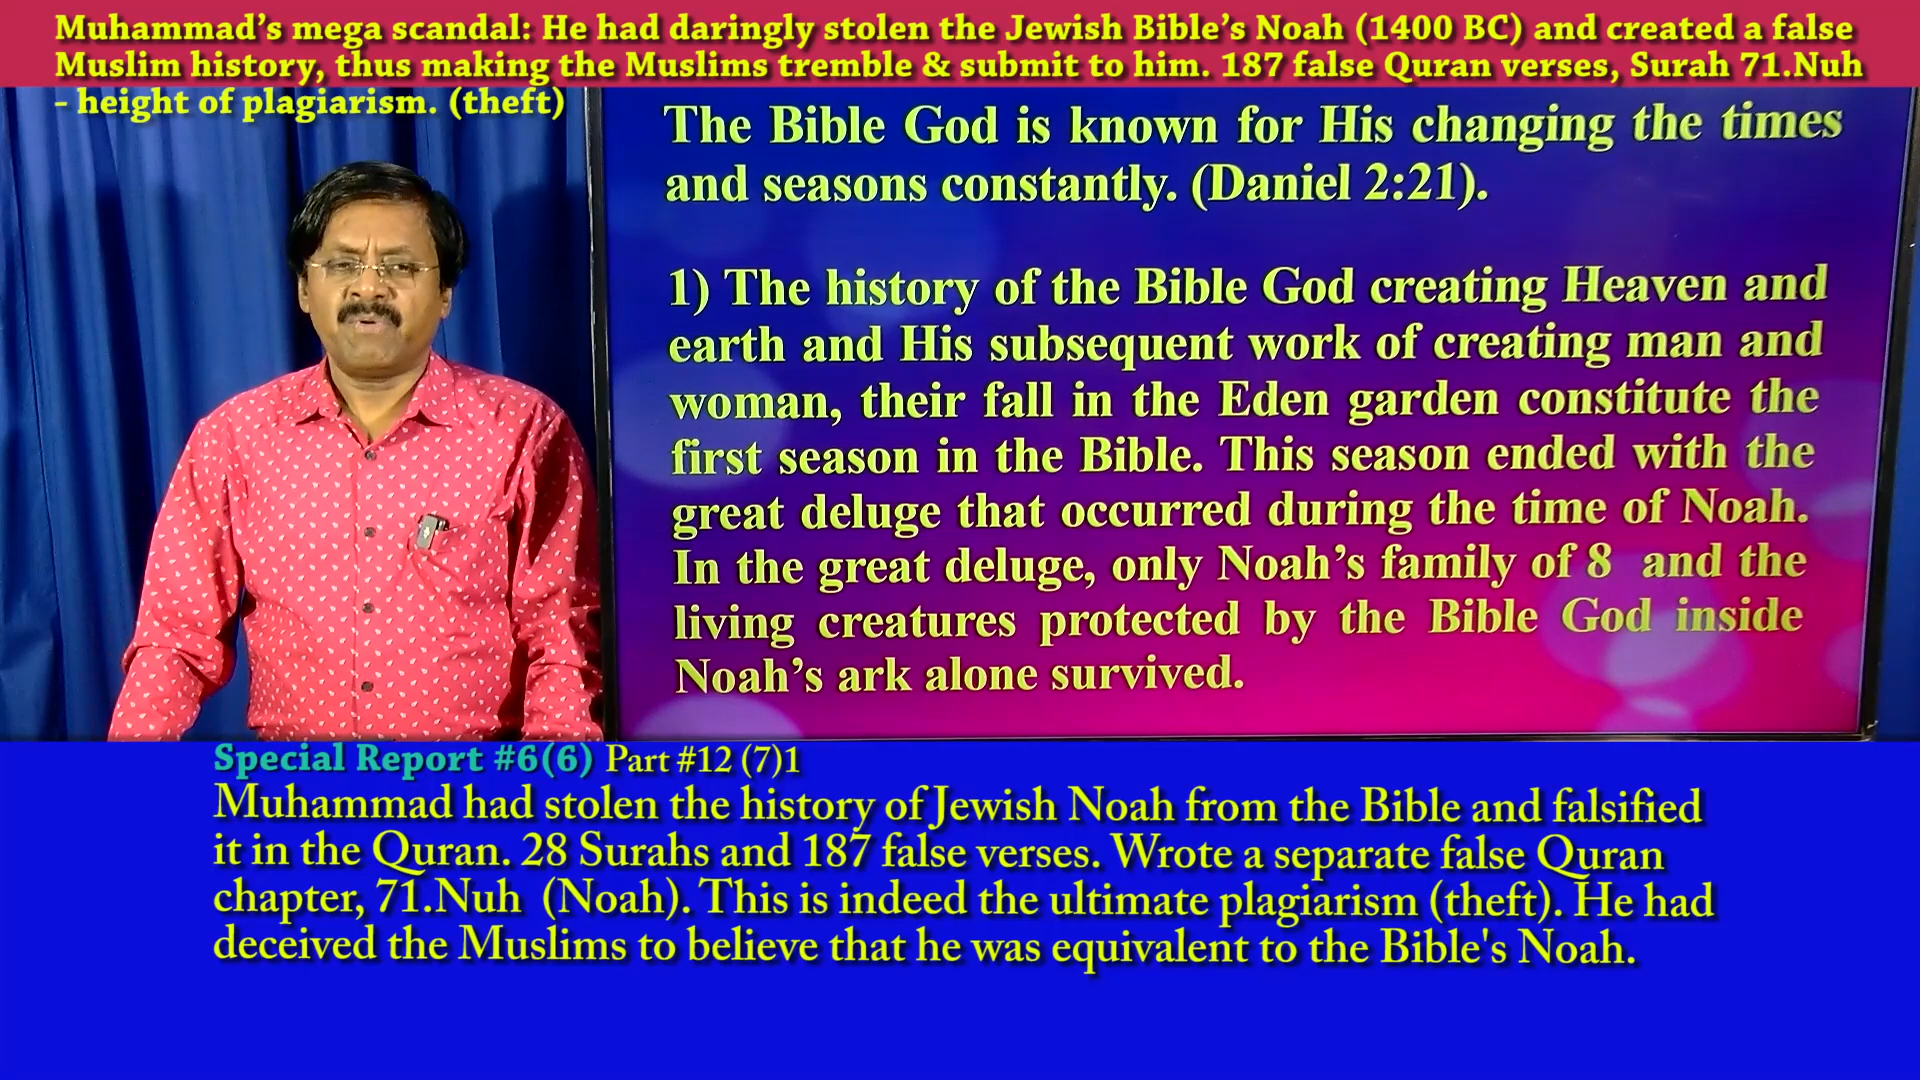 Muhammad’s mega scandal: He had daringly stolen the Jewish Bible’s Noah (1400 BC) and created a false
Muslim history, thus making the Muslims tremble & submit to him. 187 false Quran verses, Surah 71.Nuh
- height of plagiarism. (theft)
The Bible God is known for His changing the times
and seasons constantly. (Daniel 2:21).
1) The history of the Bible God creating Heaven and
earth and His subsequent work of creating man and
woman, their fall in the Eden garden constitute the
first season in the Bible. This season ended with the
great deluge that occurred during the time of Noah.
In the great deluge, only Noah’s family of 8 and the
living creatures protected by the Bible God inside
Noah’s ark alone survived.
Special Report #6(6) Part #12 (7)1
Muhammad had stolen the history of Jewish Noah from the Bible and falsified
it in the Quran. 28 Surahs and 187 false verses. Wrote a separate false Quran
chapter, 71.Nuh (Noah). This is indeed the ultimate plagiarism (theft). He had
deceived the Muslims to believe that he was equivalent to the Bible's Noah.